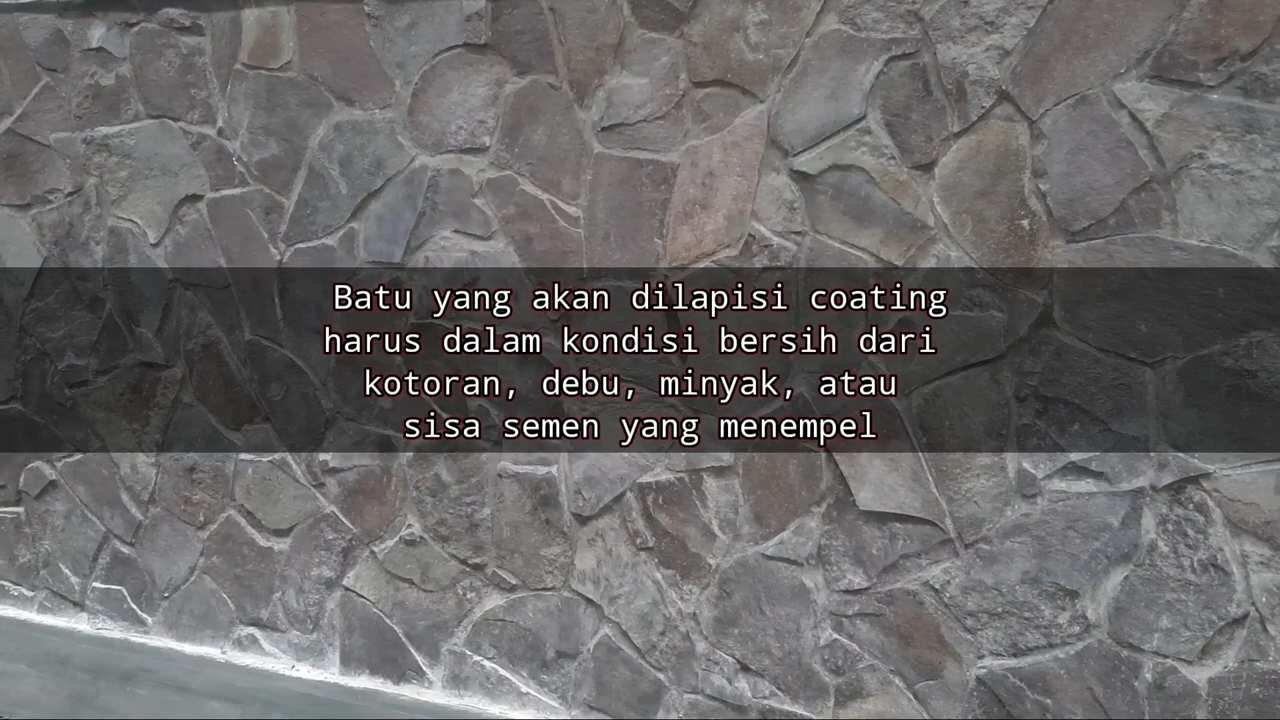 Batu yang akan dilapisi coating
harus dalam kondisi bersih dari
kotoran, debu, minyak, atau
sisa semen yang menempel